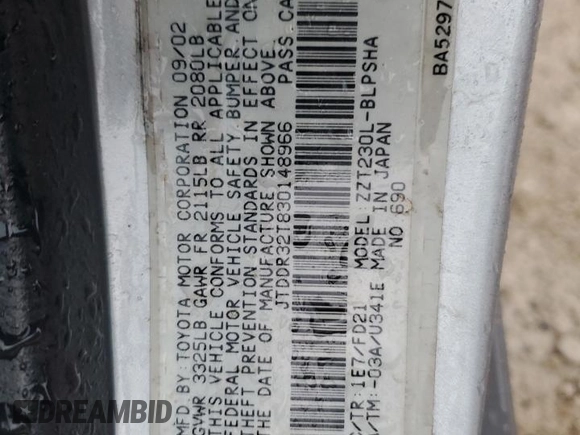 MFD.BY:TOYOTA MOTOR CORPORATION 09/02
GVWR 3325LB GAWR FR 2115LB RR 2080LB
THIS VEHICLE CONFORMS TO ALL APPLICABLE
FEDERAL MOTOR VEHICLE SAFETY, BUMPER AND
THEFT PREVENTION STANDARDS IN EFFECT ON
THE DATE OF MANUFACTURE SHOWN ABOVE.
JTDDR32T830148966 PASS.CA
C/TR:1E7/FD21 MODEL:ZZT230L-BLPSHA
/TM:-03A/U341E MADE IN JAPAN
NO 690
BA5297
DREAMBID